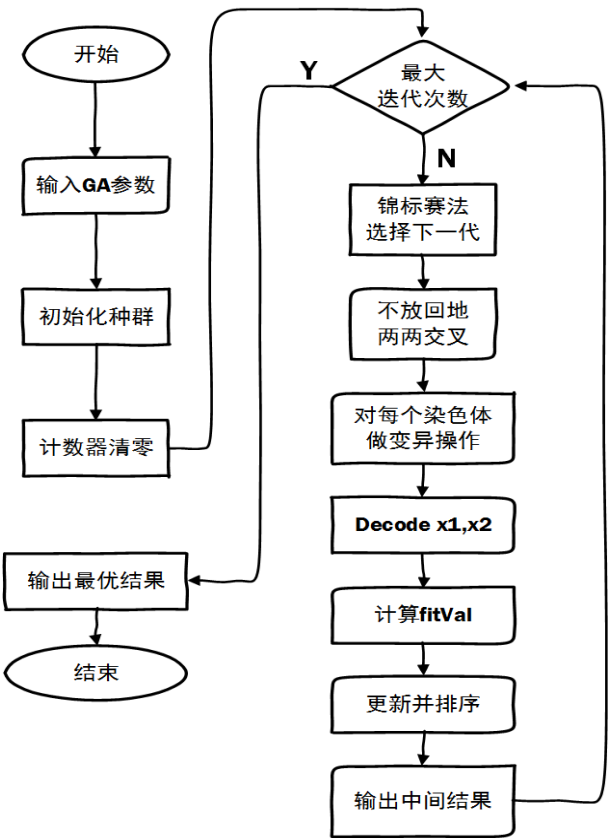 开始
输入GA参数
初始化种群
计数器清零
最大
迭代次数
Y
N
锦标赛法
选择下一代
不放回地
两两交叉
对每个染色体
做变异操作
Decode x1,x2
计算fitVal
更新并排序
输出中间结果
输出最优结果
结束